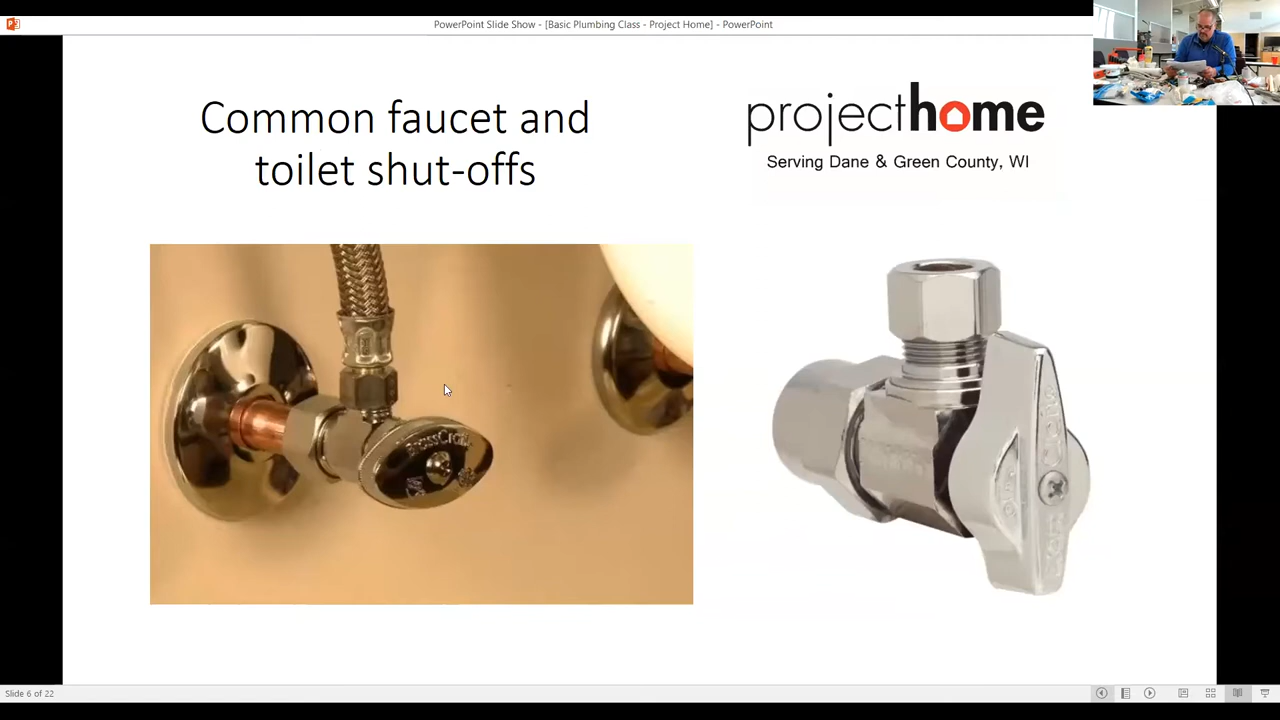 PowerPoint Slide Show - [Basic Plumbing Class - Project Home] - PowerPoint
Common faucet and
toilet shut-offs
projecthome
Serving Dane & Green County, WI
BrassCraft
Slide 6 of 22